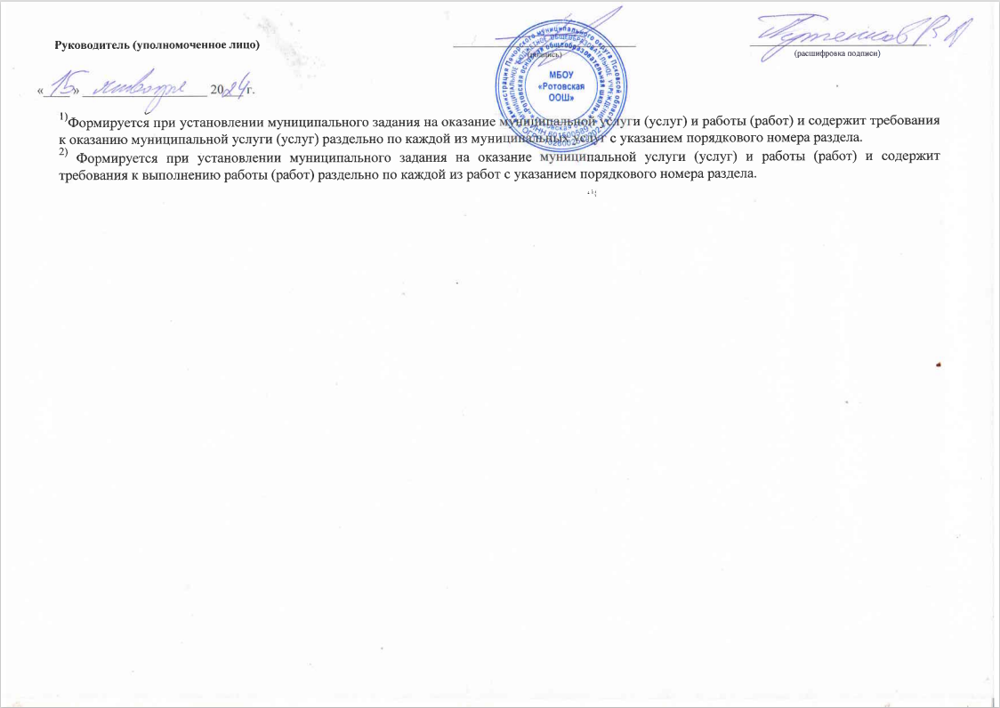 Руководитель (уполномоченное лицо)
(подпись)
(расшифровка подписи)
«15» января 2024г.
МБОУ
«Ротовская
ООШ»
1)Формируется при установлении муниципального задания на оказание муниципальной услуги (услуг) и работы (работ) и содержит требования
к оказанию муниципальной услуги (услуг) раздельно по каждой из муниципальных услуг с указанием порядкового номера раздела.
2) Формируется при установлении муниципального задания на оказание муниципальной услуги (услуг) и работы (работ) и содержит
требования к выполнению работы (работ) раздельно по каждой из работ с указанием порядкового номера раздела.